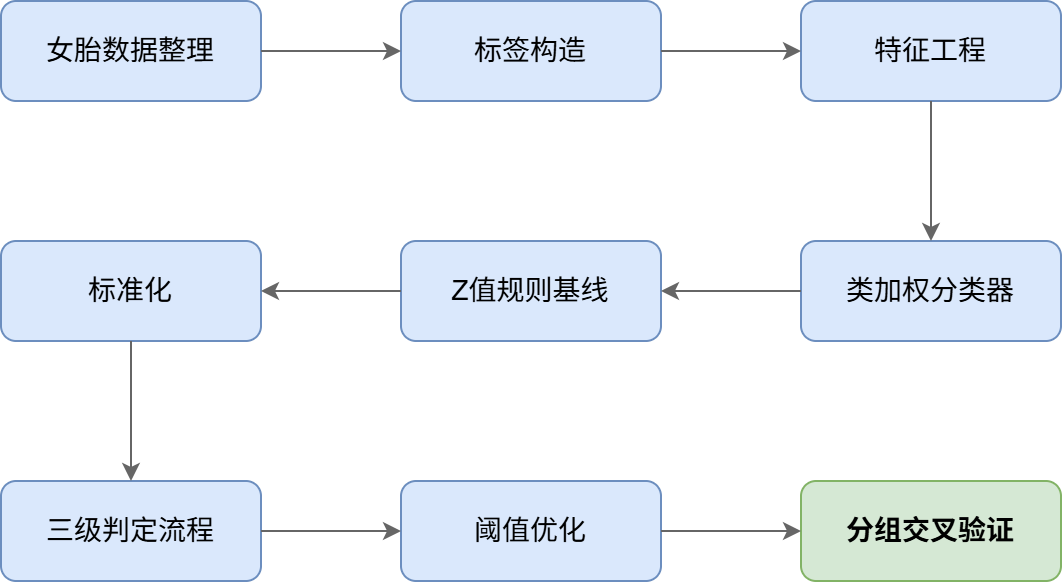 女胎数据整理
标签构造
特征工程
类加权分类器
Z值规则基线
标准化
三级判定流程
阈值优化
分组交叉验证